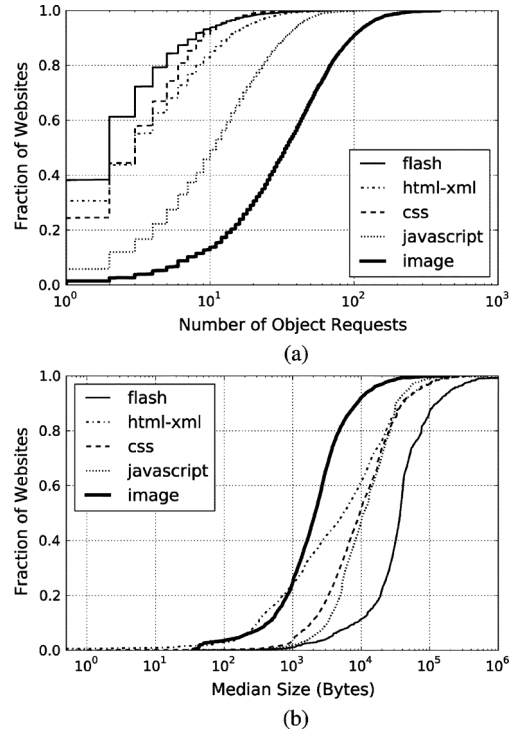 1.0
0.8
0.6
0.4
0.2
0.0
Fraction of Websites
flash
html-xml
css
javascript
image
10^0 10^1 10^2 10^3
Number of Object Requests
(a)
1.0
0.8
0.6
0.4
0.2
0.0
Fraction of Websites
flash
html-xml
css
javascript
image
10^0 10^1 10^2 10^3 10^4 10^5 10^6
Median Size (Bytes)
(b)